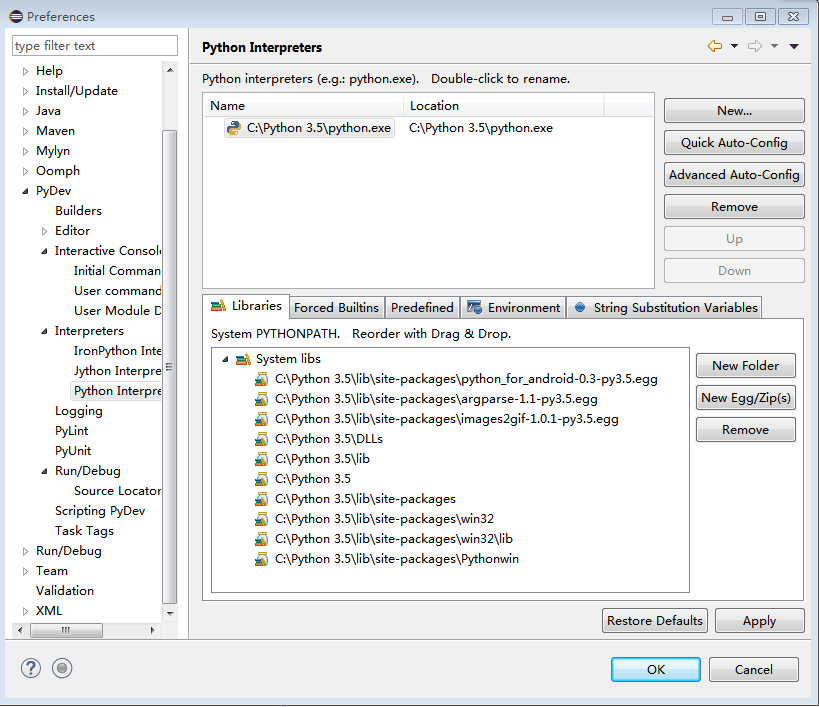 Preferences
type filter text
Help
Install/Update
Java
Maven
Mylyn
Oomph
PyDev
Builders
Editor
Interactive Consol
Initial Comman
User command
User Module D
Interpreters
IronPython Inte
Jython Interpre
Python Interpre
Logging
PyLint
PyUnit
Run/Debug
Source Locator
Scripting PyDev
Task Tags
Run/Debug
Team
Validation
XML
Python Interpreters
Python interpreters (e.g.: python.exe).   Double-click to rename.
Name Location
C:\Python 3.5\python.exe C:\Python 3.5\python.exe
New...
Quick Auto-Config
Advanced Auto-Config
Remove
Up
Down
Libraries Forced Builtins Predefined Environment String Substitution Variables
System PYTHONPATH.   Reorder with Drag & Drop.
System libs
C:\Python 3.5\lib\site-packages\python_for_android-0.3-py3.5.egg
C:\Python 3.5\lib\site-packages\argparse-1.1-py3.5.egg
C:\Python 3.5\lib\site-packages\images2gif-1.0.1-py3.5.egg
C:\Python 3.5\DLLs
C:\Python 3.5\lib
C:\Python 3.5
C:\Python 3.5\lib\site-packages
C:\Python 3.5\lib\site-packages\win32
C:\Python 3.5\lib\site-packages\win32\lib
C:\Python 3.5\lib\site-packages\Pythonwin
New Folder
New Egg/Zip(s)
Remove
Restore Defaults Apply
? OK Cancel